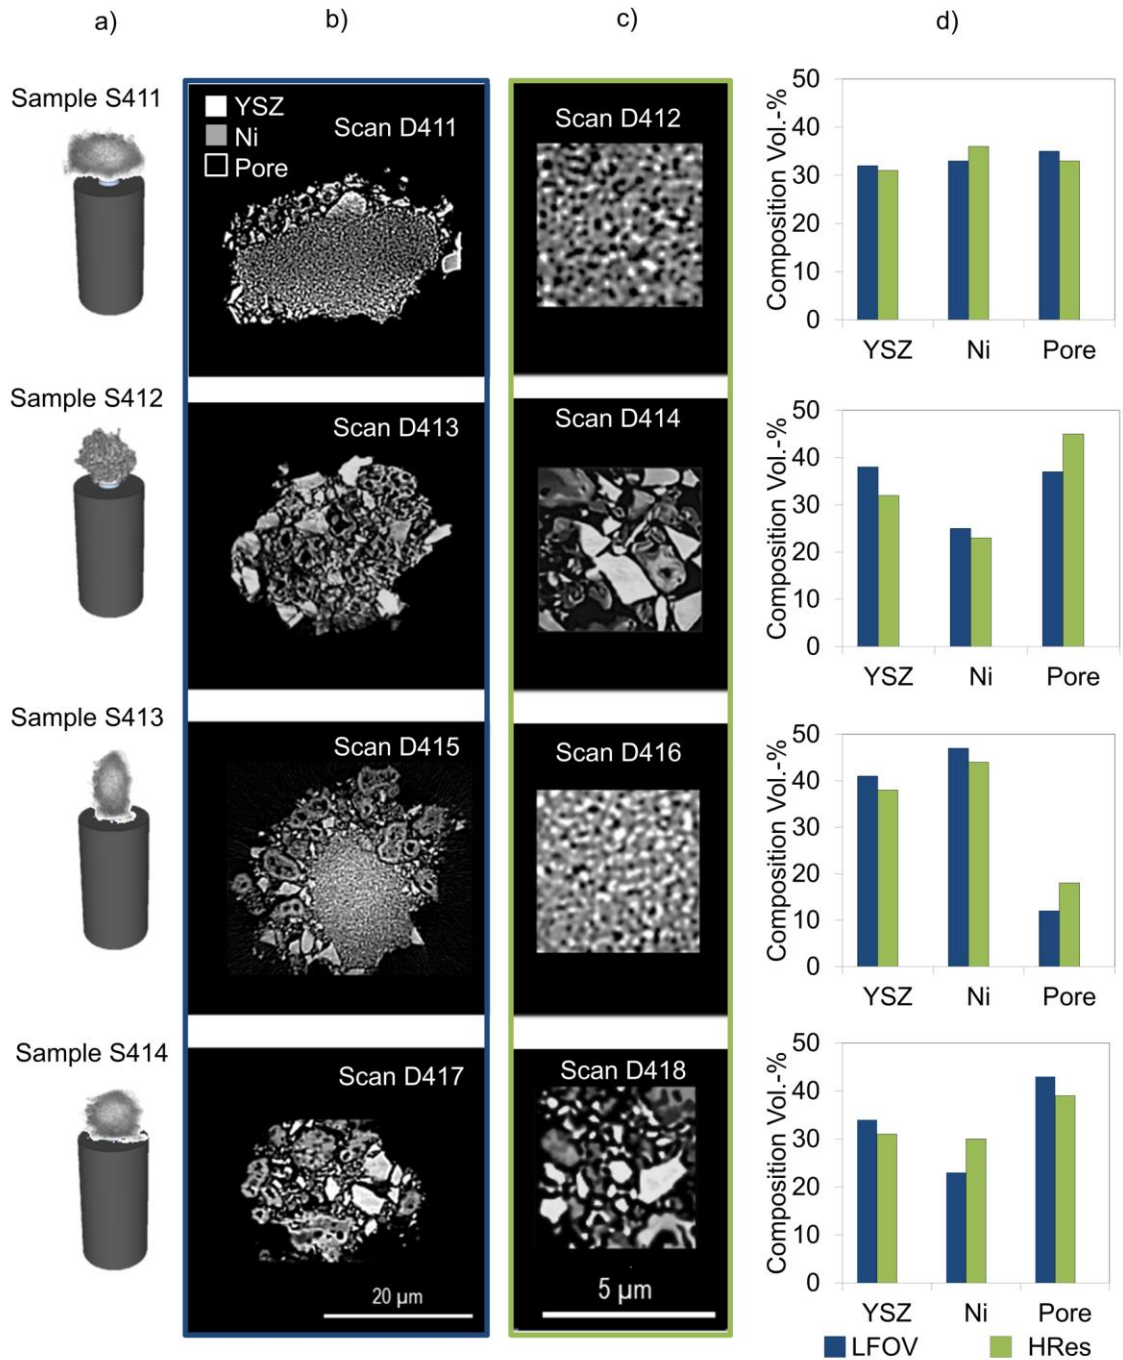 a)
b)
c)
d)
Sample S411
YSZ
Ni
Pore
Scan D411
Scan D412
Composition Vol.-%
50
40
30
20
10
0
YSZ Ni Pore
Sample S412
Scan D413
Scan D414
Composition Vol.-%
50
40
30
20
10
0
YSZ Ni Pore
Sample S413
Scan D415
Scan D416
Composition Vol.-%
50
40
30
20
10
0
YSZ Ni Pore
Sample S414
Scan D417
20 µm
Scan D418
5 µm
Composition Vol.-%
50
40
30
20
10
0
YSZ Ni Pore
LFOV HRes